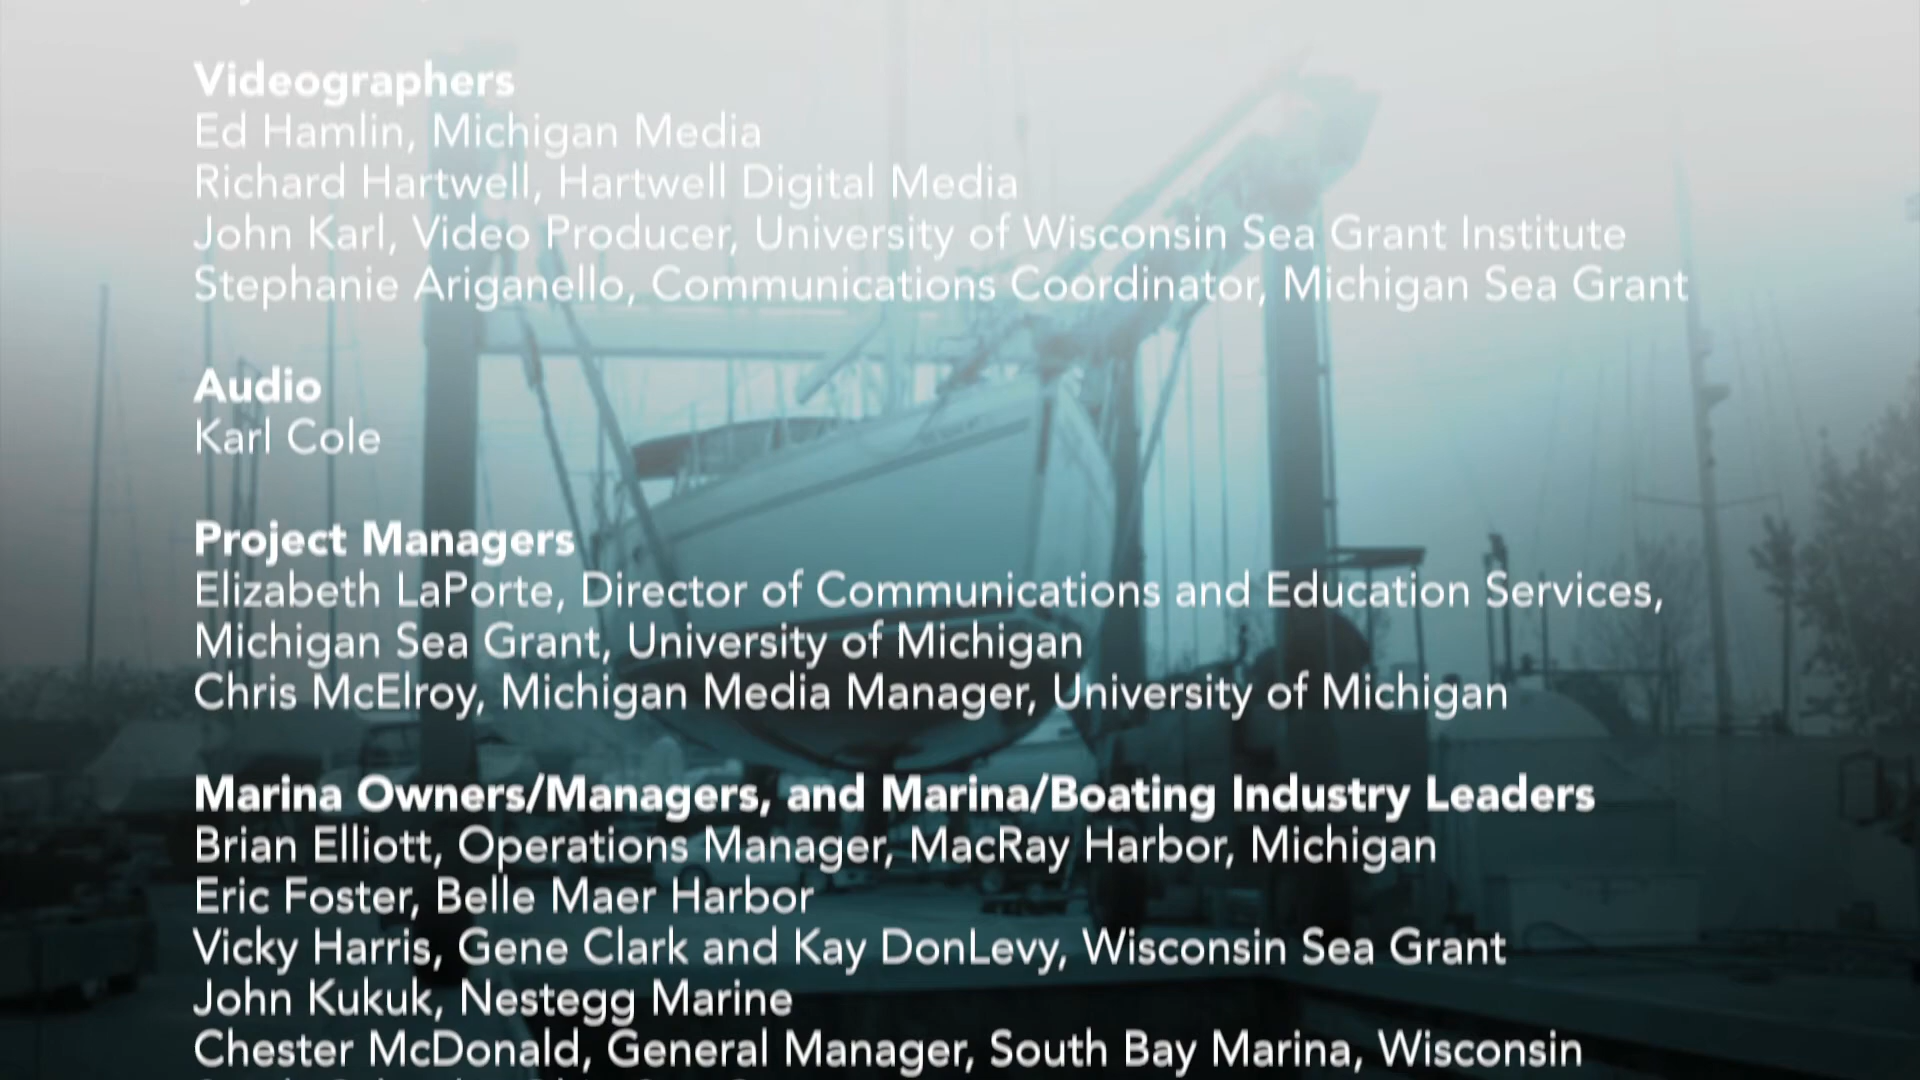 Videographers
Ed Hamlin, Michigan Media
Richard Hartwell, Hartwell Digital Media
John Karl, Video Producer, University of Wisconsin Sea Grant Institute
Stephanie Ariganello, Communications Coordinator, Michigan Sea Grant
Audio
Karl Cole
Project Managers
Elizabeth LaPorte, Director of Communications and Education Services,
Michigan Sea Grant, University of Michigan
Chris McElroy, Michigan Media Manager, University of Michigan
Marina Owners/Managers, and Marina/Boating Industry Leaders
Brian Elliott, Operations Manager, MacRay Harbor, Michigan
Eric Foster, Belle Maer Harbor
Vicky Harris, Gene Clark and Kay DonLevy, Wisconsin Sea Grant
John Kukuk, Nestegg Marine
Chester McDonald, General Manager, South Bay Marina, Wisconsin